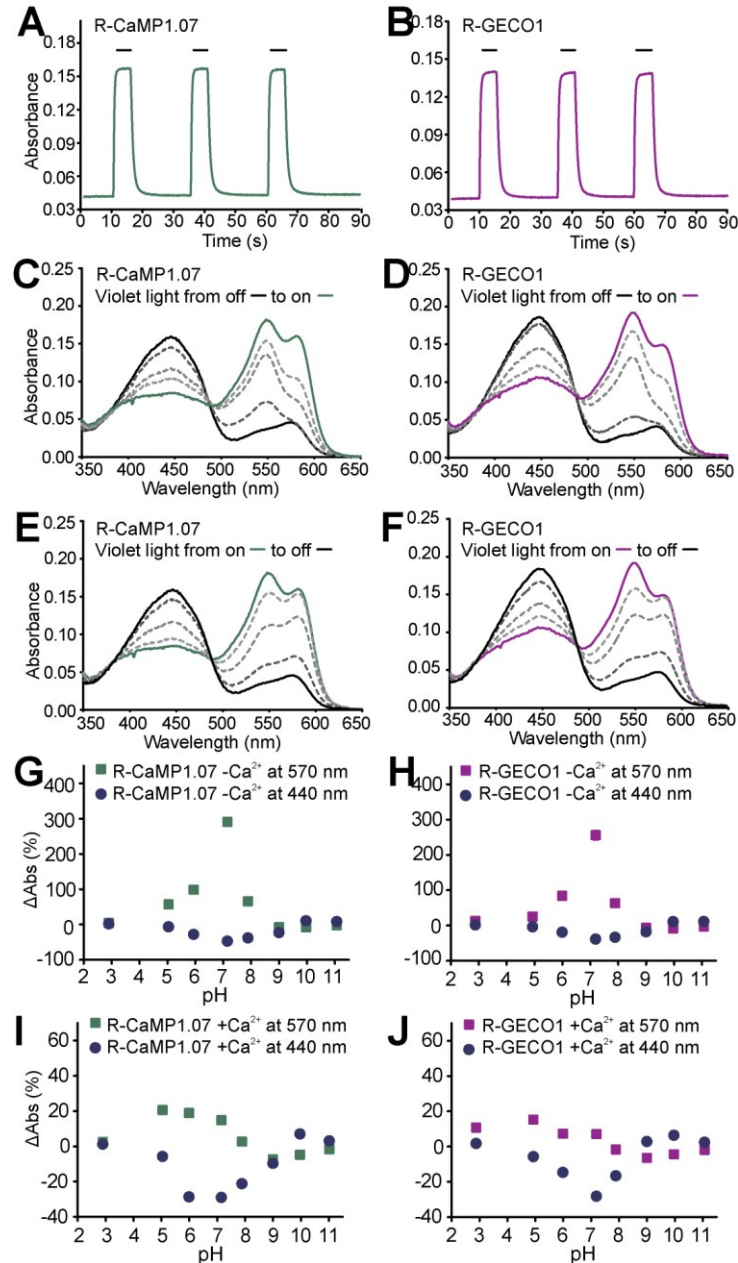 A
R-CaMP1.07
Absorbance
0.18
0.15
0.12
0.09
0.06
0.03
0 10 20 30 40 50 60 70 80 90
Time (s)
B
R-GECO1
0.18
0.15
0.12
0.09
0.06
0.03
0 10 20 30 40 50 60 70 80 90
Time (s)
C
R-CaMP1.07
Violet light from off to on
Absorbance
0.25
0.20
0.15
0.10
0.05
0.00
350 400 450 500 550 600 650
Wavelength (nm)
D
R-GECO1
Violet light from off to on
0.25
0.20
0.15
0.10
0.05
0.00
350 400 450 500 550 600 650
Wavelength (nm)
E
R-CaMP1.07
Violet light from on to off
Absorbance
0.25
0.20
0.15
0.10
0.05
0.00
350 400 450 500 550 600 650
Wavelength (nm)
F
R-GECO1
Violet light from on to off
0.25
0.20
0.15
0.10
0.05
0.00
350 400 450 500 550 600 650
Wavelength (nm)
G
R-CaMP1.07 -Ca²⁺ at 570 nm
R-CaMP1.07 -Ca²⁺ at 440 nm
ΔAbs (%)
400
300
200
100
0
-100
2 3 4 5 6 7 8 9 10 11
pH
H
R-GECO1 -Ca²⁺ at 570 nm
R-GECO1 -Ca²⁺ at 440 nm
400
300
200
100
0
-100
2 3 4 5 6 7 8 9 10 11
pH
I
R-CaMP1.07 +Ca²⁺ at 570 nm
R-CaMP1.07 +Ca²⁺ at 440 nm
ΔAbs (%)
60
40
20
0
-20
-40
2 3 4 5 6 7 8 9 10 11
pH
J
R-GECO1 +Ca²⁺ at 570 nm
R-GECO1 +Ca²⁺ at 440 nm
60
40
20
0
-20
-40
2 3 4 5 6 7 8 9 10 11
pH